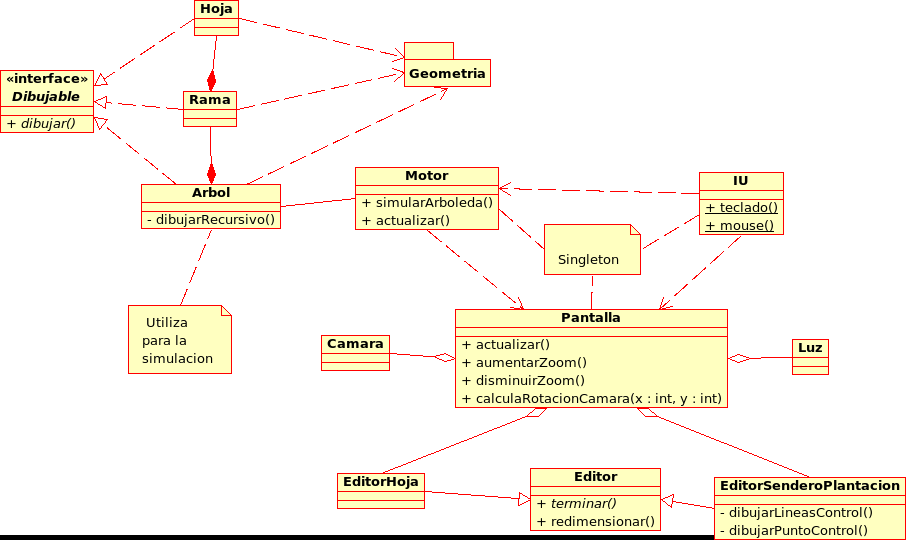 Hoja
«interface»
Dibujable
+ dibujar()
Geometria
Rama
Arbol
- dibujarRecursivo()
Motor
+ simularArboleda()
+ actualizar()
IU
+ teclado()
+ mouse()
Singleton
Utiliza
para la
simulacion
Pantalla
+ actualizar()
+ aumentarZoom()
+ disminuirZoom()
+ calculaRotacionCamara(x : int, y : int)
Camara
Luz
EditorHoja
Editor
+ terminar()
+ redimensionar()
EditorSenderoPlantacion
- dibujarLineasControl()
- dibujarPuntoControl()